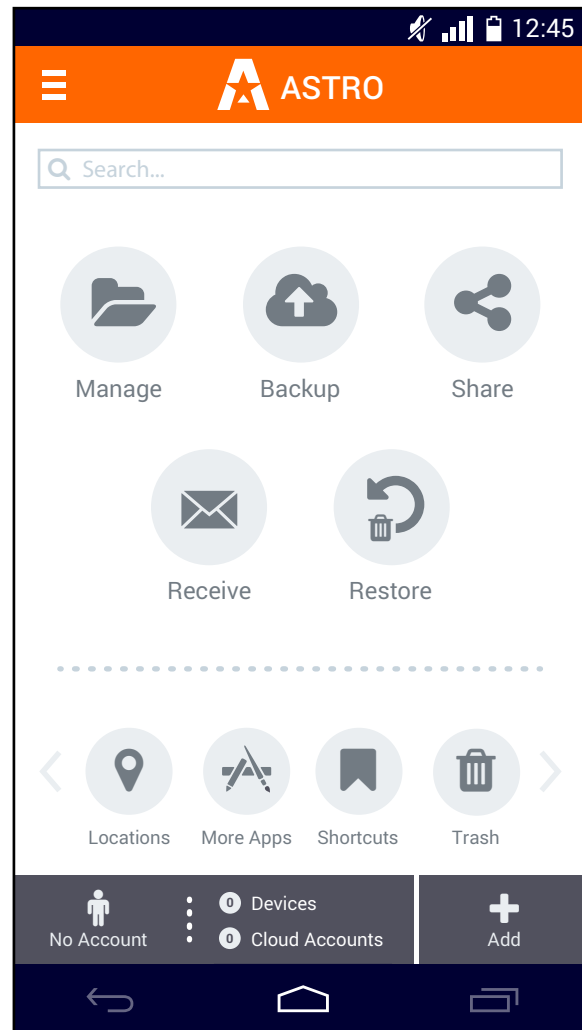 12:45
ASTRO
Search...
Manage Backup Share
Receive Restore
Locations More Apps Shortcuts Trash
0 Devices
No Account 0 Cloud Accounts Add